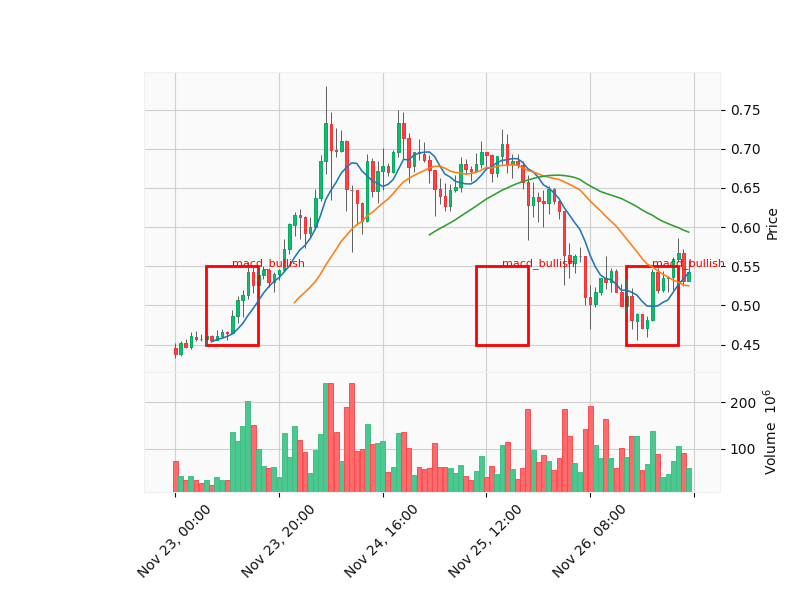 0.75
0.70
0.65
0.60
0.55
0.50
0.45
Price
macd_bullish
macd_bullish
macd_bullish
200
100
Volume 10⁶
Nov 23, 00:00
Nov 23, 20:00
Nov 24, 16:00
Nov 25, 12:00
Nov 26, 08:00